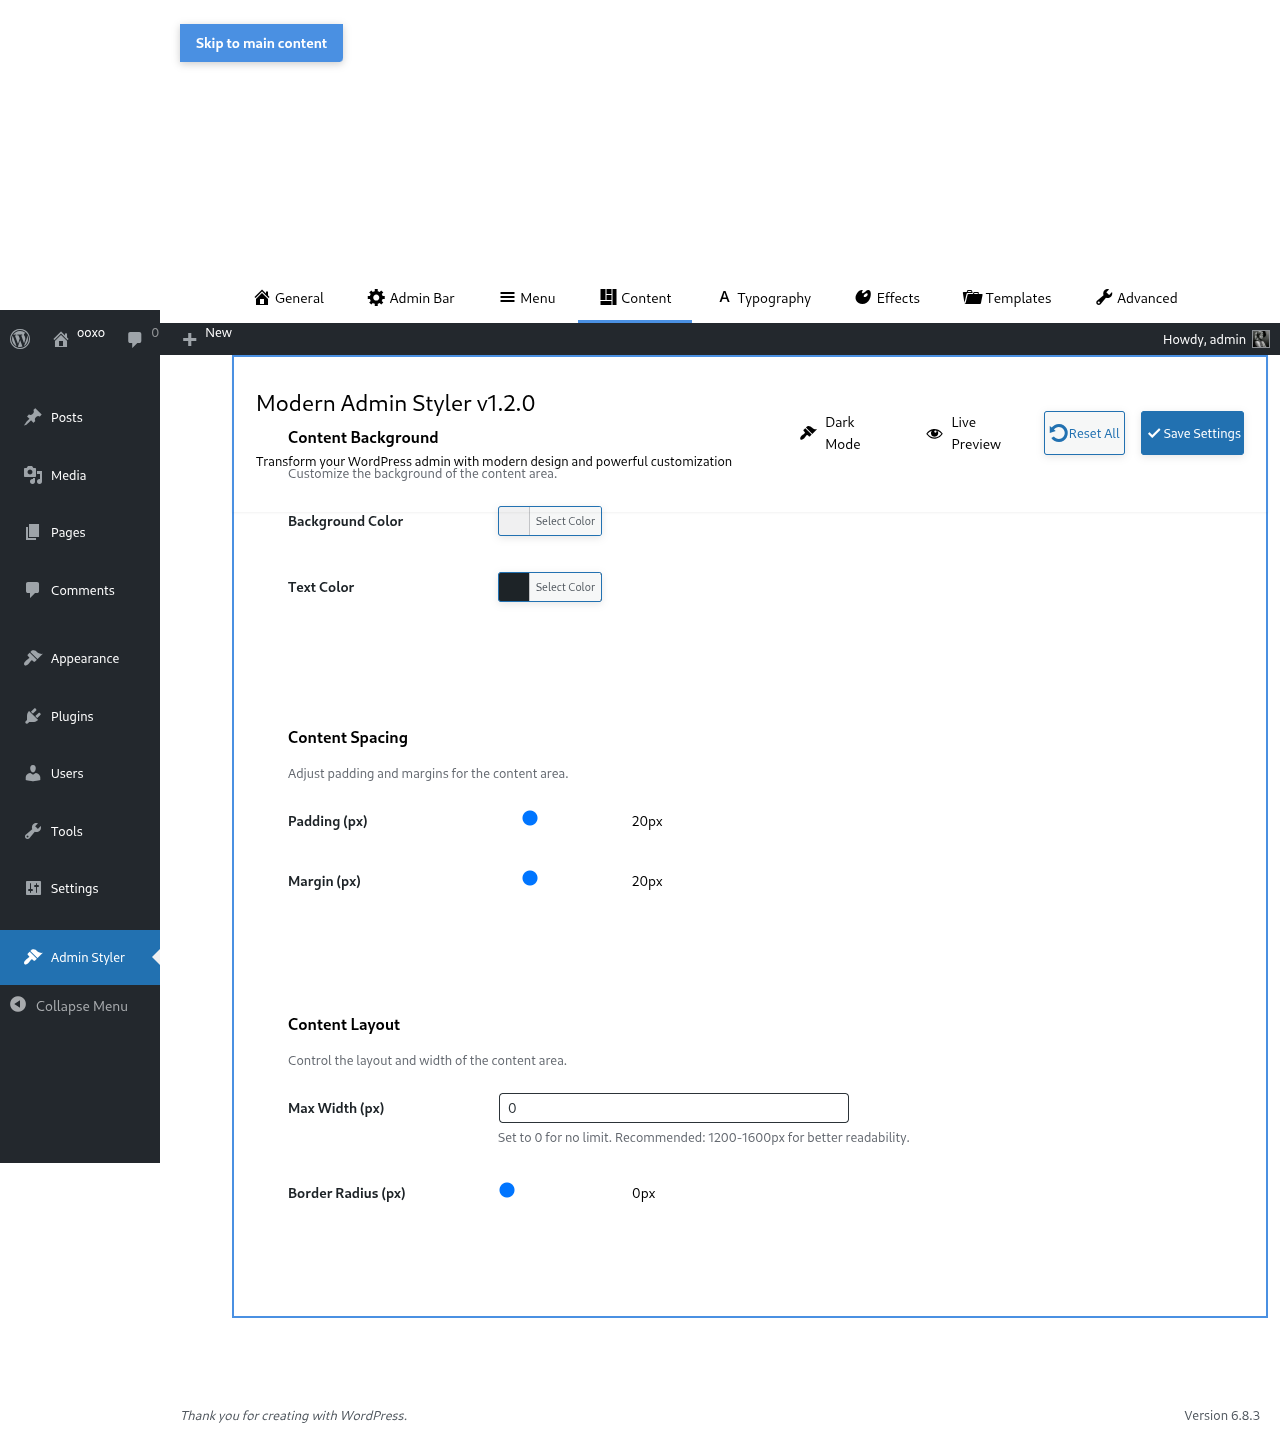 Skip to main content
General
Admin Bar
Menu
Content
Typography
Effects
Templates
Advanced
ooxo
0
New
Howdy, admin
Posts
Media
Pages
Comments
Appearance
Plugins
Users
Tools
Settings
Admin Styler
Collapse Menu
Modern Admin Styler v1.2.0
Content Background
Transform your WordPress admin with modern design and powerful customization
Customize the background of the content area.
Dark
Mode
Live
Preview
Reset All
Save Settings
Background Color
Select Color
Text Color
Select Color
Content Spacing
Adjust padding and margins for the content area.
Padding (px)
20px
Margin (px)
20px
Content Layout
Control the layout and width of the content area.
Max Width (px)
0
Set to 0 for no limit. Recommended: 1200-1600px for better readability.
Border Radius (px)
0px
Thank you for creating with WordPress.
Version 6.8.3